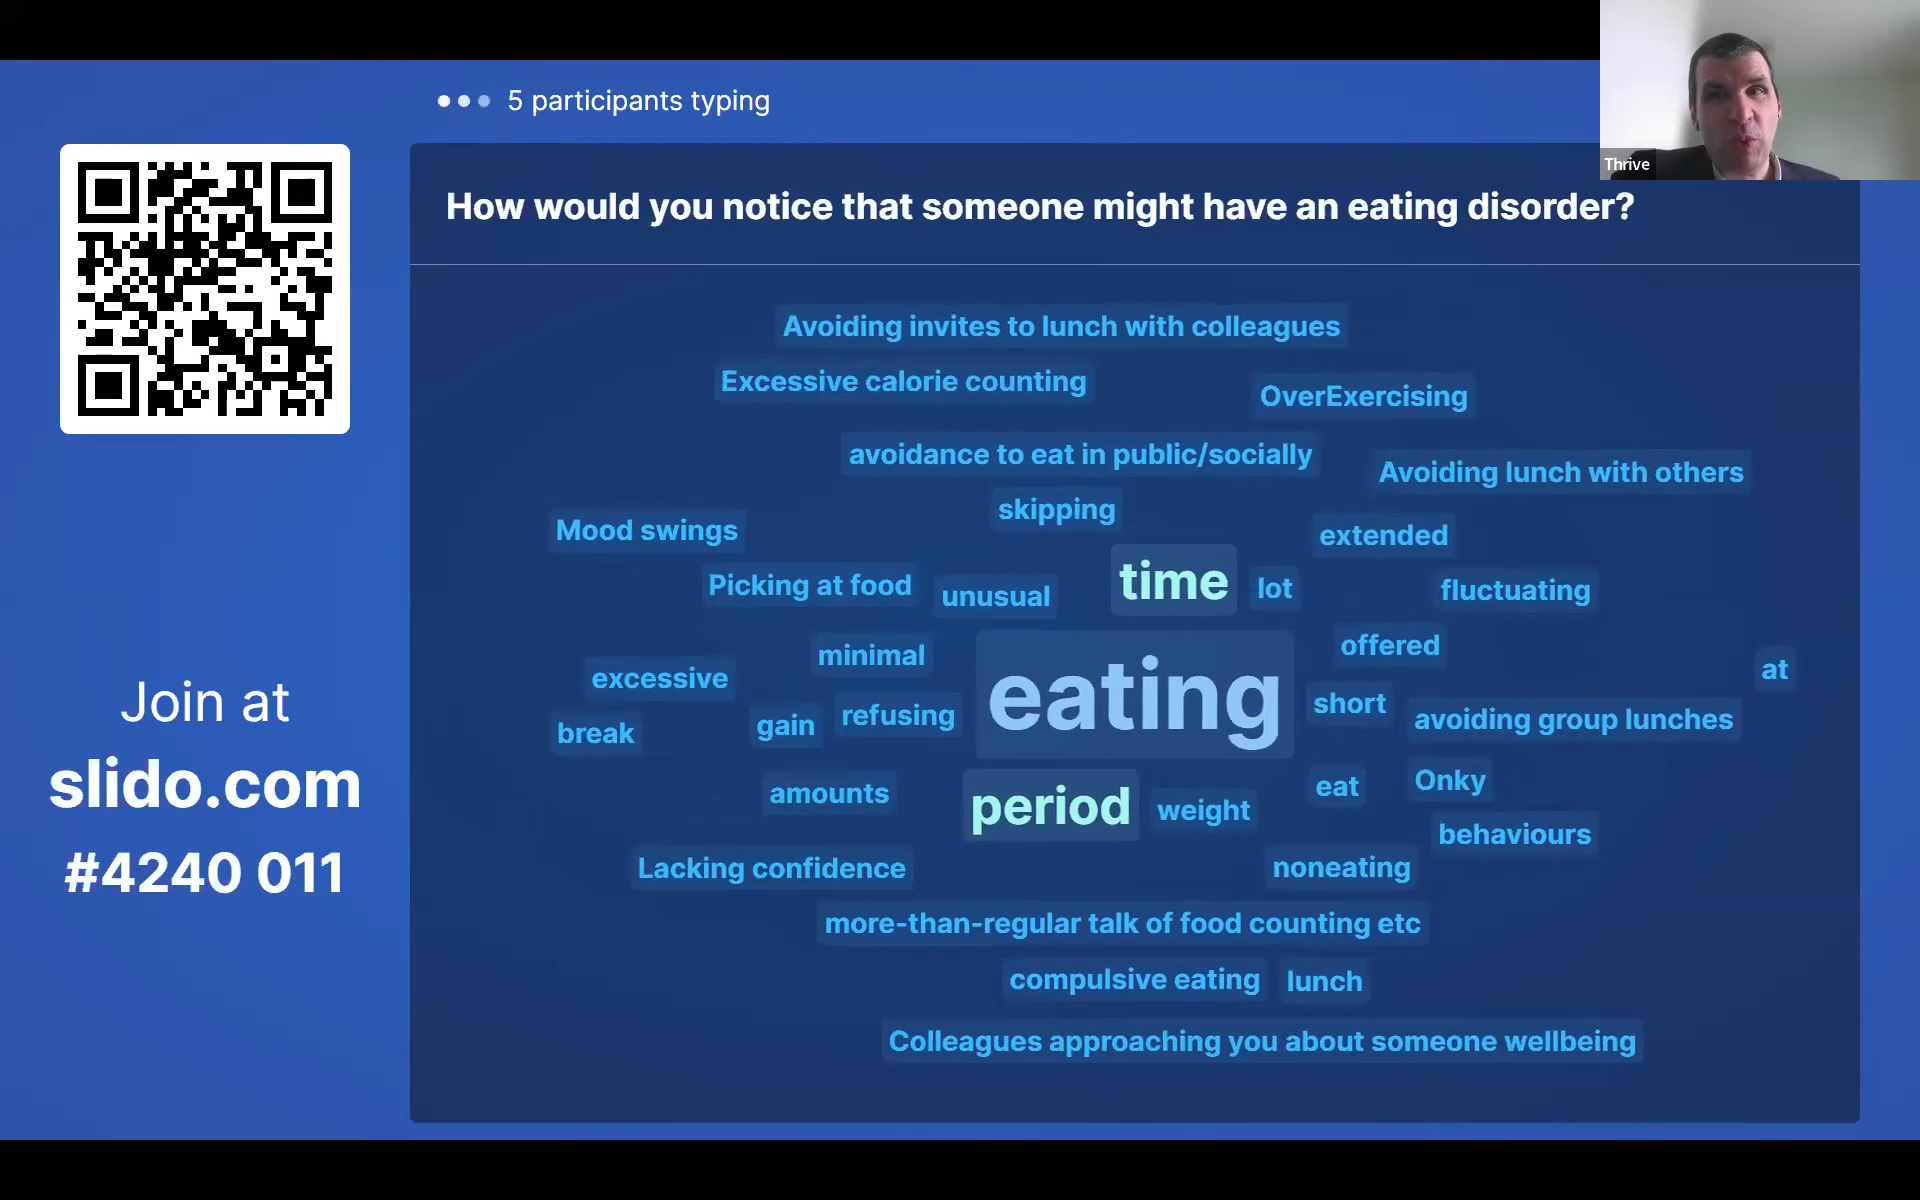 5 participants typing
Thrive
How would you notice that someone might have an eating disorder?
Avoiding invites to lunch with colleagues
Excessive calorie counting
OverExercising
avoidance to eat in public/socially
Avoiding lunch with others
skipping
Mood swings
extended
time
Picking at food
unusual
lot
fluctuating
minimal
offered
excessive
eating
at
break
gain
refusing
short
avoiding group lunches
amounts
period
weight
eat
Onky
behaviours
Lacking confidence
noneating
more-than-regular talk of food counting etc
compulsive eating
lunch
Colleagues approaching you about someone wellbeing
Join at
slido.com
#4240 011